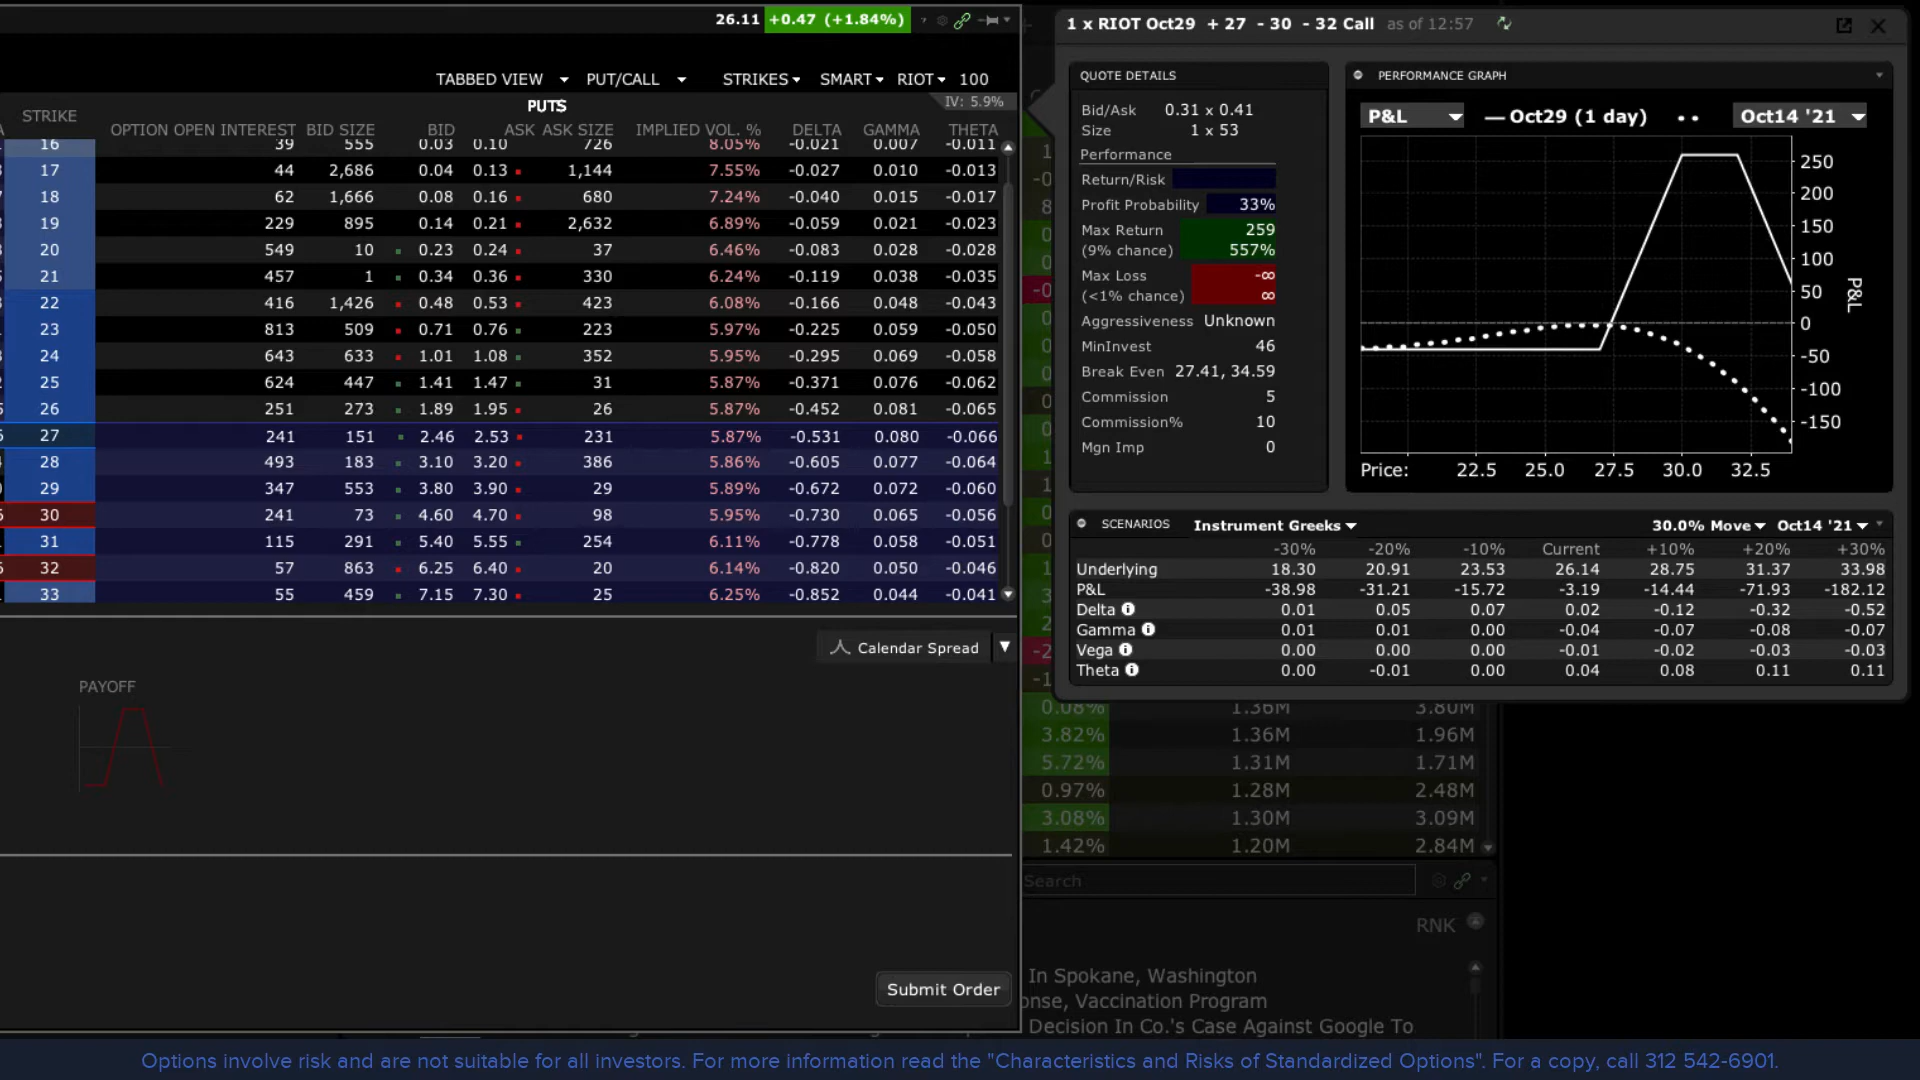 26.11 +0.47 (+1.84%)
TABBED VIEW PUT/CALL STRIKES SMART RIOT 100
PUTS IV: 5.9%
STRIKE OPTION OPEN INTEREST BID SIZE BID ASK ASK SIZE IMPLIED VOL. % DELTA GAMMA THETA
16 39 555 0.03 0.10 726 8.05% -0.021 0.007 -0.011
17 44 2,686 0.04 0.13 1,144 7.55% -0.027 0.010 -0.013
18 62 1,666 0.08 0.16 680 7.24% -0.040 0.015 -0.017
19 229 895 0.14 0.21 2,632 6.89% -0.059 0.021 -0.023
20 549 10 0.23 0.24 37 6.46% -0.083 0.028 -0.028
21 457 1 0.34 0.36 330 6.24% -0.119 0.038 -0.035
22 416 1,426 0.48 0.53 423 6.08% -0.166 0.048 -0.043
23 813 509 0.71 0.76 223 5.97% -0.225 0.059 -0.050
24 643 633 1.01 1.08 352 5.95% -0.295 0.069 -0.058
25 624 447 1.41 1.47 31 5.87% -0.371 0.076 -0.062
26 251 273 1.89 1.95 26 5.87% -0.452 0.081 -0.065
27 241 151 2.46 2.53 231 5.87% -0.531 0.080 -0.066
28 493 183 3.10 3.20 386 5.86% -0.605 0.077 -0.064
29 347 553 3.80 3.90 29 5.89% -0.672 0.072 -0.060
30 241 73 4.60 4.70 98 5.95% -0.730 0.065 -0.056
31 115 291 5.40 5.55 254 6.11% -0.778 0.058 -0.051
32 57 863 6.25 6.40 20 6.14% -0.820 0.050 -0.046
33 55 459 7.15 7.30 25 6.25% -0.852 0.044 -0.041
Calendar Spread
PAYOFF
Submit Order
1 x RIOT Oct29 + 27 - 30 - 32 Call as of 12:57
QUOTE DETAILS
Bid/Ask 0.31 x 0.41
Size 1 x 53
Performance
Return/Risk
Profit Probability 33%
Max Return 259
(9% chance) 557%
Max Loss -∞
(<1% chance) ∞
Aggressiveness Unknown
MinInvest 46
Break Even 27.41, 34.59
Commission 5
Commission% 10
Mgn Imp 0
PERFORMANCE GRAPH
P&L Oct29 (1 day) Oct14 '21
250
200
150
100
50
0
-50
-100
-150
P&L
Price: 22.5 25.0 27.5 30.0 32.5
SCENARIOS Instrument Greeks 30.0% Move Oct14 '21
-30% -20% -10% Current +10% +20% +30%
Underlying 18.30 20.91 23.53 26.14 28.75 31.37 33.98
P&L -38.98 -31.21 -15.72 -3.19 -14.44 -71.93 -182.12
Delta 0.01 0.05 0.07 0.02 -0.12 -0.32 -0.52
Gamma 0.01 0.01 0.00 -0.04 -0.07 -0.08 -0.07
Vega 0.00 0.00 0.00 -0.01 -0.02 -0.03 -0.03
Theta 0.00 -0.01 0.00 0.04 0.08 0.11 0.11
0.08% 1.36M 3.80M
3.82% 1.36M 1.96M
5.72% 1.31M 1.71M
0.97% 1.28M 2.48M
3.08% 1.30M 3.09M
1.42% 1.20M 2.84M
Search
RNK
In Spokane, Washington
onse, Vaccination Program
Decision In Co.'s Case Against Google To
Options involve risk and are not suitable for all investors. For more information read the "Characteristics and Risks of Standardized Options". For a copy, call 312 542-6901.